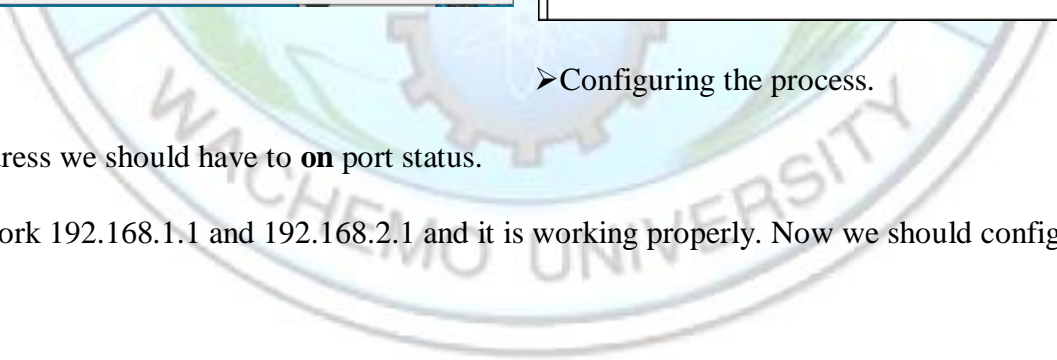 ➢Configuring the process.
ress we should have to on port status.
ork 192.168.1.1 and 192.168.2.1 and it is working properly. Now we should config
WACHEMO UNIVERSITY